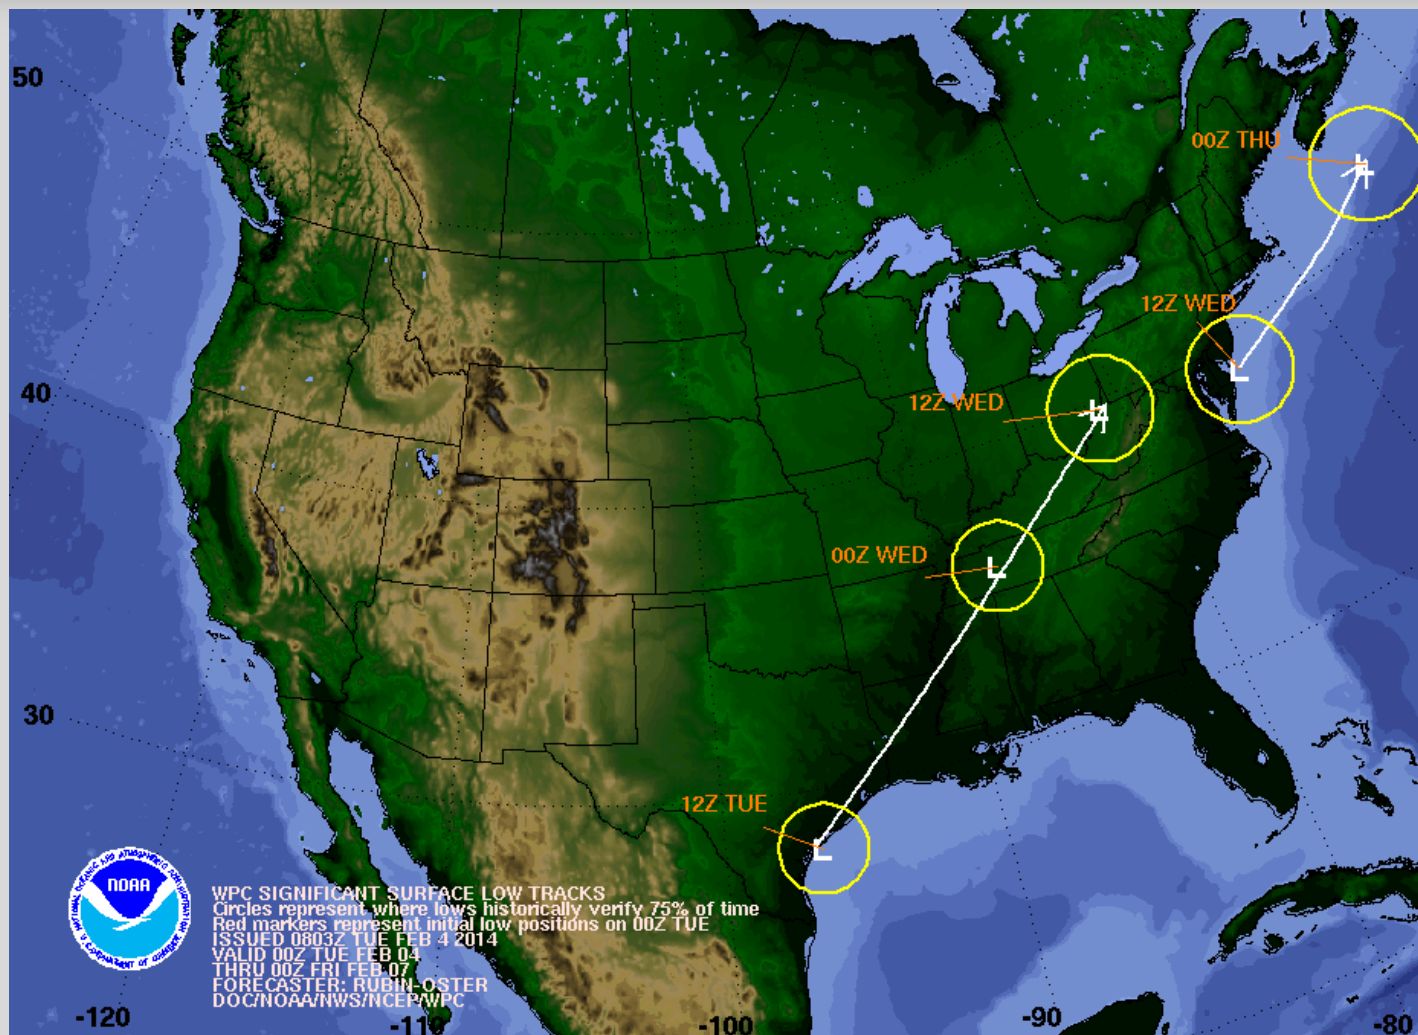 50
00Z THU
12Z WED
40
12Z WED
00Z WED
30
12Z TUE
NOAA
WPC SIGNIFICANT SURFACE LOW TRACKS
Circles represent where lows historically verify 75% of time
Red markers represent initial low positions on 00Z TUE
ISSUED 0803Z TUE FEB 4 2014
VALID 00Z TUE FEB 04
THRU 00Z FRI FEB 07
FORECASTER: RUBIN-OSTER
DOC/NOAA/NWS/NCEP/WPC
-120
-110
-100
-90
-80
L
L
L